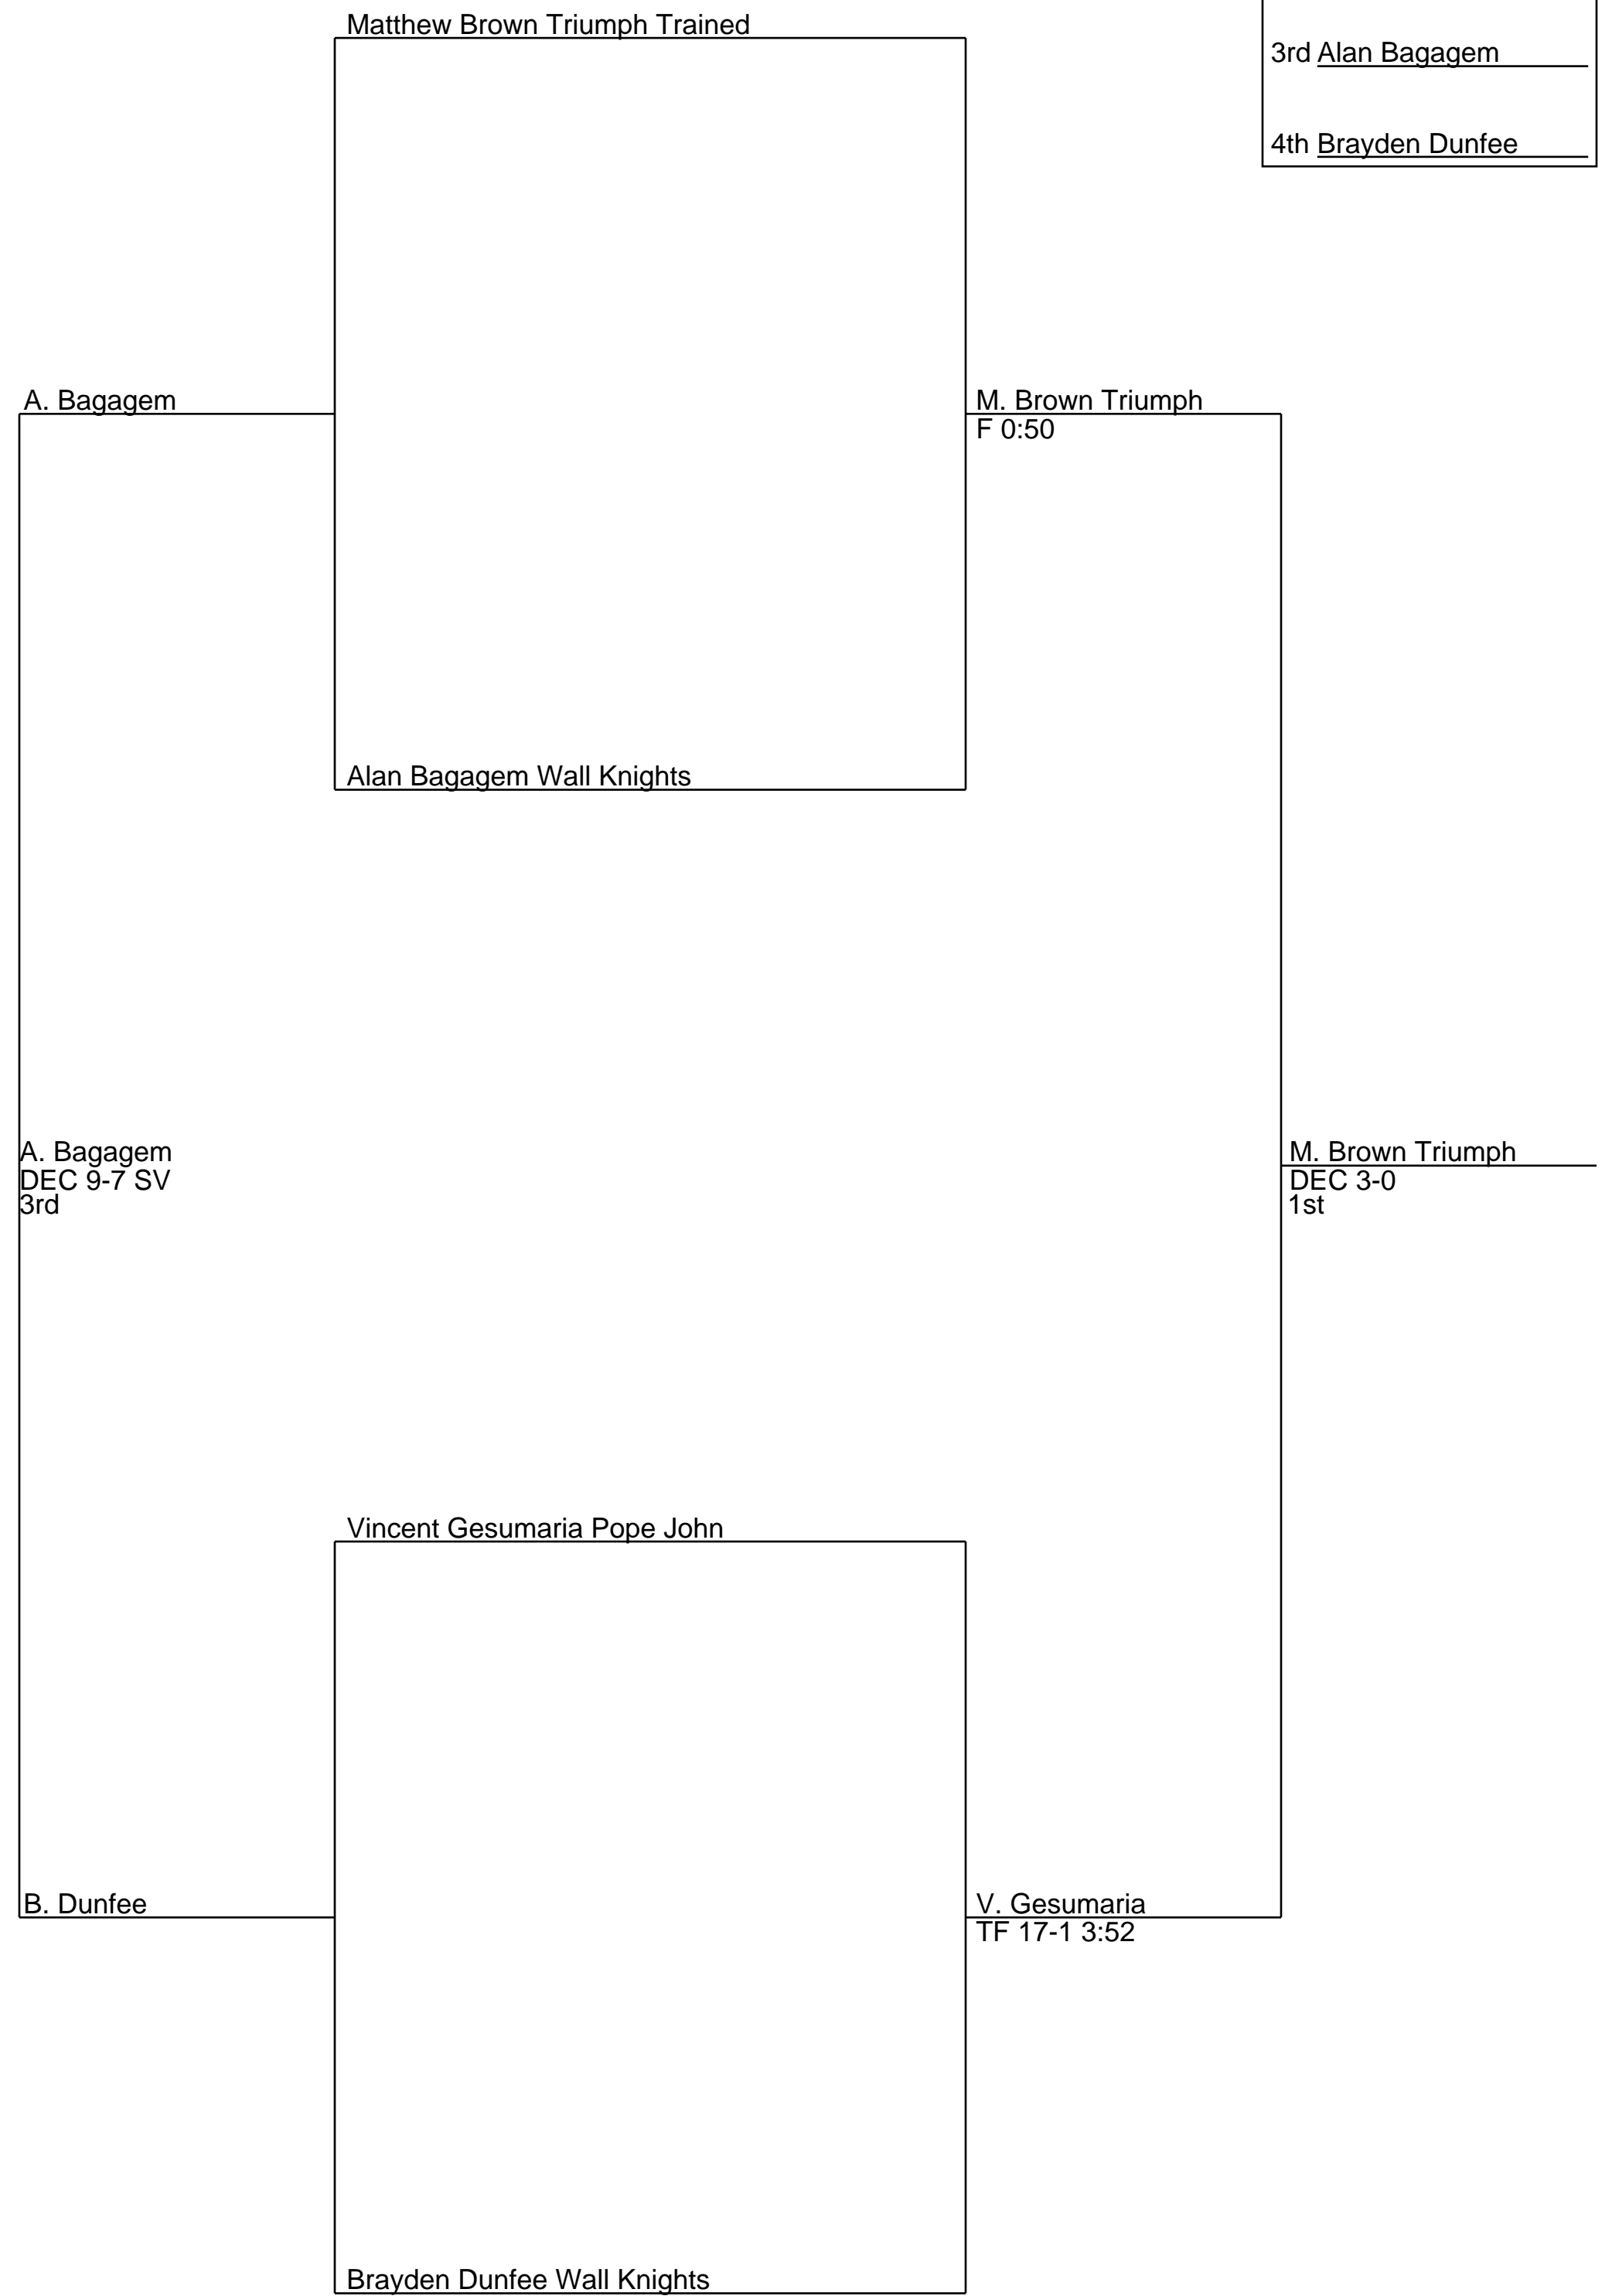 Matthew Brown Triumph Trained
3rd Alan Bagagem
4th Brayden Dunfee
A. Bagagem
M. Brown Triumph
F 0:50
Alan Bagagem Wall Knights
A. Bagagem
DEC 9-7 SV
3rd
M. Brown Triumph
DEC 3-0
1st
Vincent Gesumaria Pope John
B. Dunfee
V. Gesumaria
TF 17-1 3:52
Brayden Dunfee Wall Knights